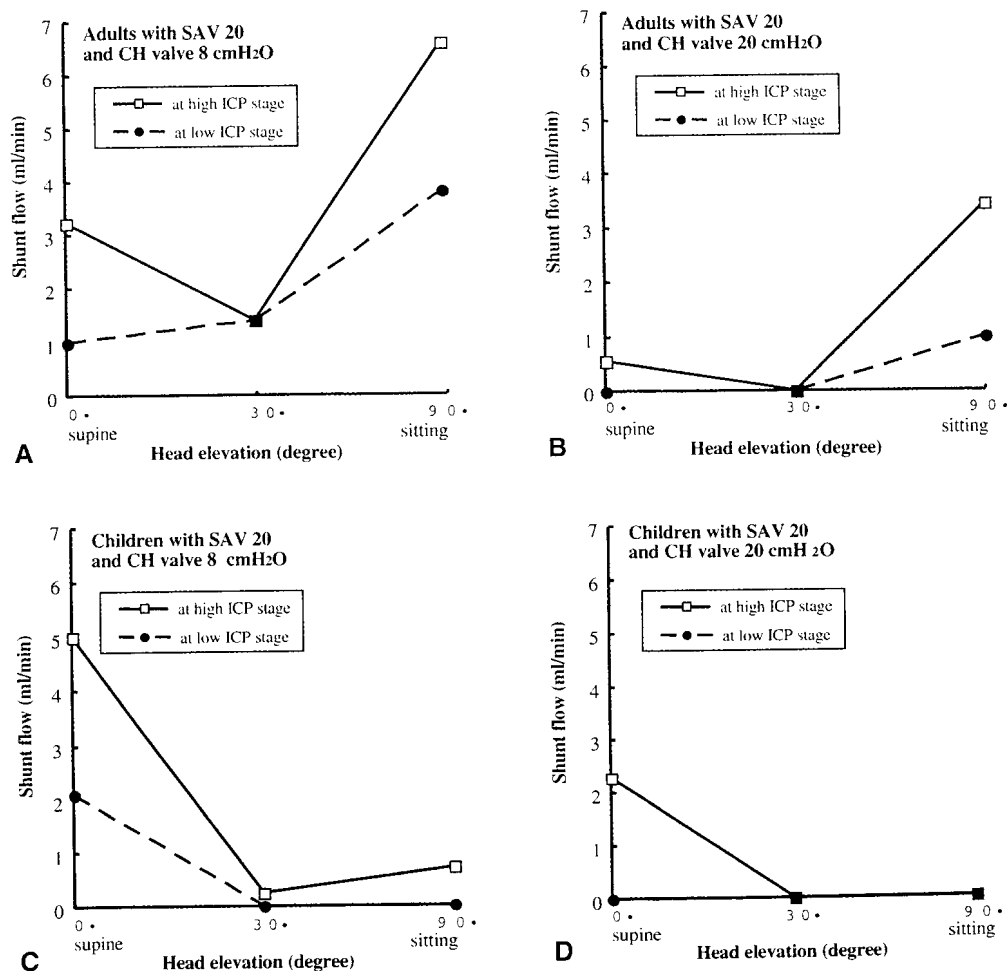 Adults with SAV 20
and CH valve 8 cmH2O
at high ICP stage
at low ICP stage
Shunt flow (ml/min)
7
6
5
4
3
2
1
0
0. 30. 90.
supine sitting
A Head elevation (degree)
Adults with SAV 20
and CH valve 20 cmH2O
at high ICP stage
at low ICP stage
Shunt flow (ml/min)
7
6
5
4
3
2
1
0
0. 30. 90.
supine sitting
B Head elevation (degree)
Children with SAV 20
and CH valve 8 cmH2O
at high ICP stage
at low ICP stage
Shunt flow (ml/min)
7
6
5
4
3
2
1
0
0. 30. 90.
supine sitting
C Head elevation (degree)
Children with SAV 20
and CH valve 20 cmH2O
at high ICP stage
at low ICP stage
Shunt flow (ml/min)
7
6
5
4
3
2
1
0
0. 30. 90.
supine sitting
D Head elevation (degree)